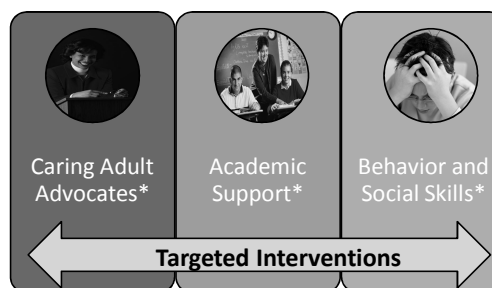 Caring Adult
Advocates*
Academic
Support*
Behavior and
Social Skills*
Targeted Interventions